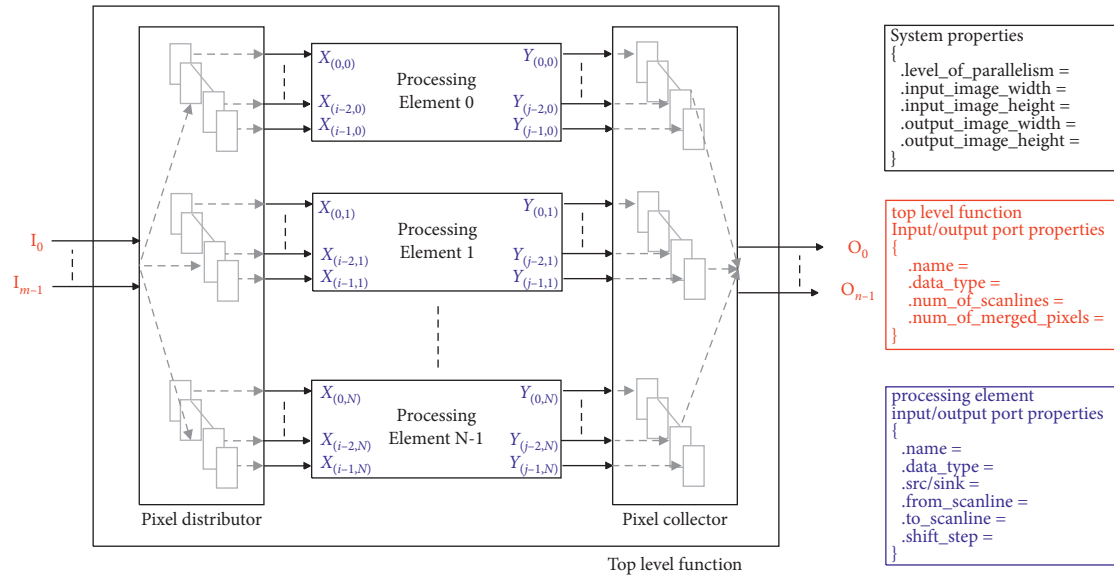 I0
Im–1
X(0,0)
X(i–2,0)
X(i–1,0)
Processing
Element 0
Y(0,0)
Y(j–2,0)
Y(j–1,0)
X(0,1)
X(i–2,1)
X(i–1,1)
Processing
Element 1
Y(0,1)
Y(j–2,1)
Y(j–1,1)
X(0,N)
X(i–2,N)
X(i–1,N)
Processing
Element N-1
Y(0,N)
Y(j–2,N)
Y(j–1,N)
O0
On–1
Pixel distributor
Pixel collector
Top level function
System properties
{
.level_of_parallelism =
.input_image_width =
.input_image_height =
.output_image_width =
.output_image_height =
}
top level function
Input/output port properties
{
.name =
.data_type =
.num_of_scanlines =
.num_of_merged_pixels =
}
processing element
input/output port properties
{
.name =
.data_type =
.src/sink =
.from_scanline =
.to_scanline =
.shift_step =
}